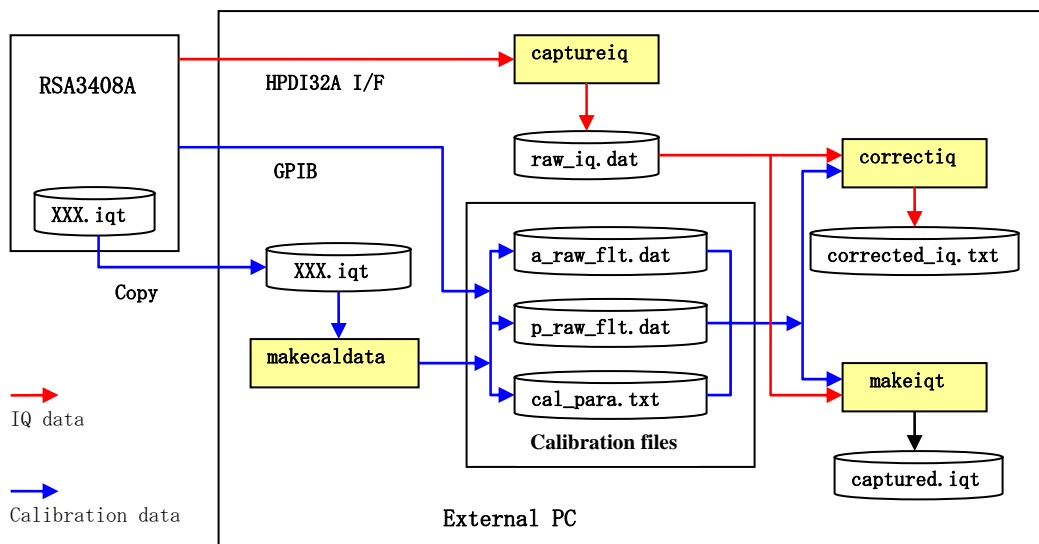 RSA3408A
XXX.iqt
Copy
HPDI32A I/F
GPIB
captureiq
raw_iq.dat
correctiq
corrected_iq.txt
XXX.iqt
makecaldata
a_raw_flt.dat
p_raw_flt.dat
cal_para.txt
Calibration files
makeiqt
captured.iqt
IQ data
Calibration data
External PC